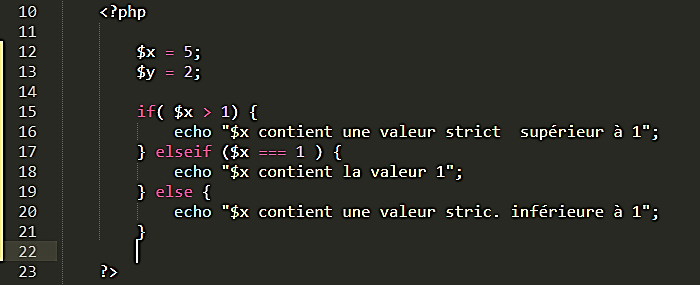 10 <?php
11
12 $x = 5;
13 $y = 2;
14
15 if( $x > 1) {
16 echo "$x contient une valeur strict  supérieur à 1";
17 } elseif ($x === 1 ) {
18 echo "$x contient la valeur 1";
19 } else {
20 echo "$x contient une valeur stric. inférieure à 1";
21 }
22
23 ?>